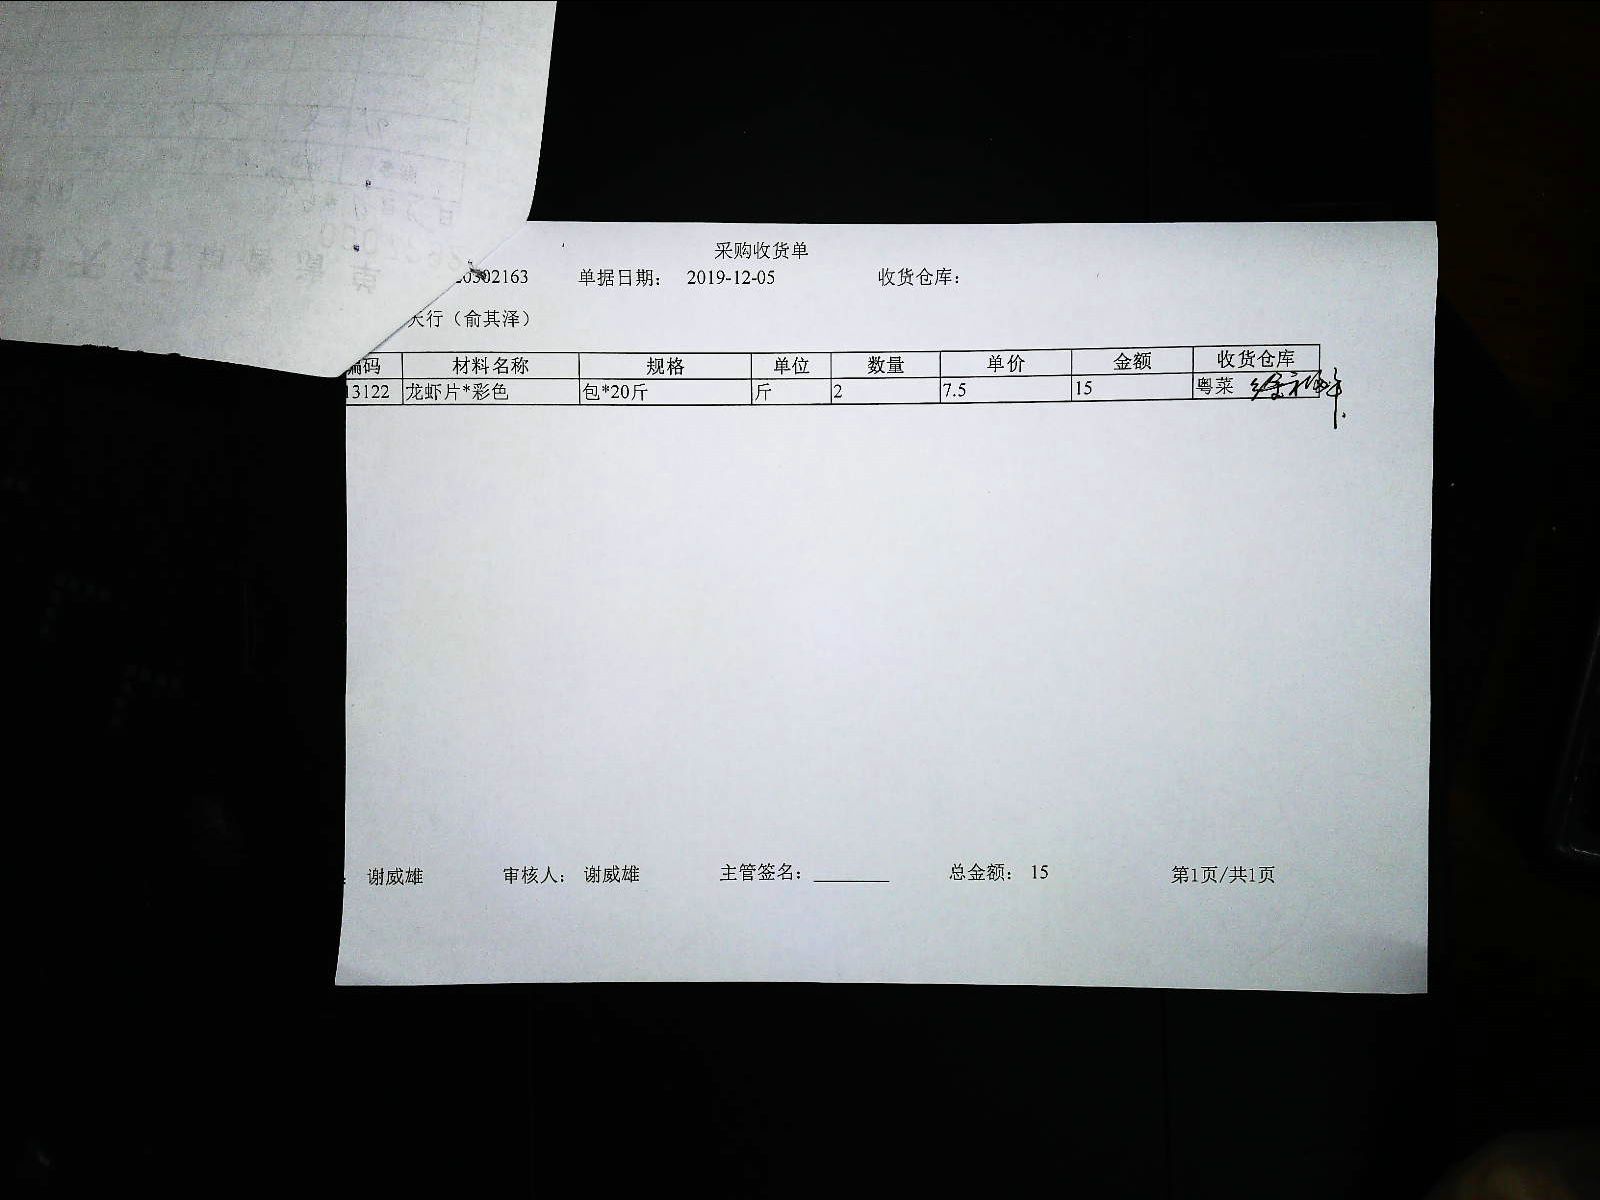 采购收货单
20302163 单据日期： 2019-12-05 收货仓库：
天行（俞其泽）
编码 材料名称 规格 单位 数量 单价 金额 收货仓库
13122 龙虾片*彩色 包*20斤 斤 2 7.5 15 粤菜
： 谢威雄 审核人： 谢威雄 主管签名： 总金额： 15 第1页/共1页